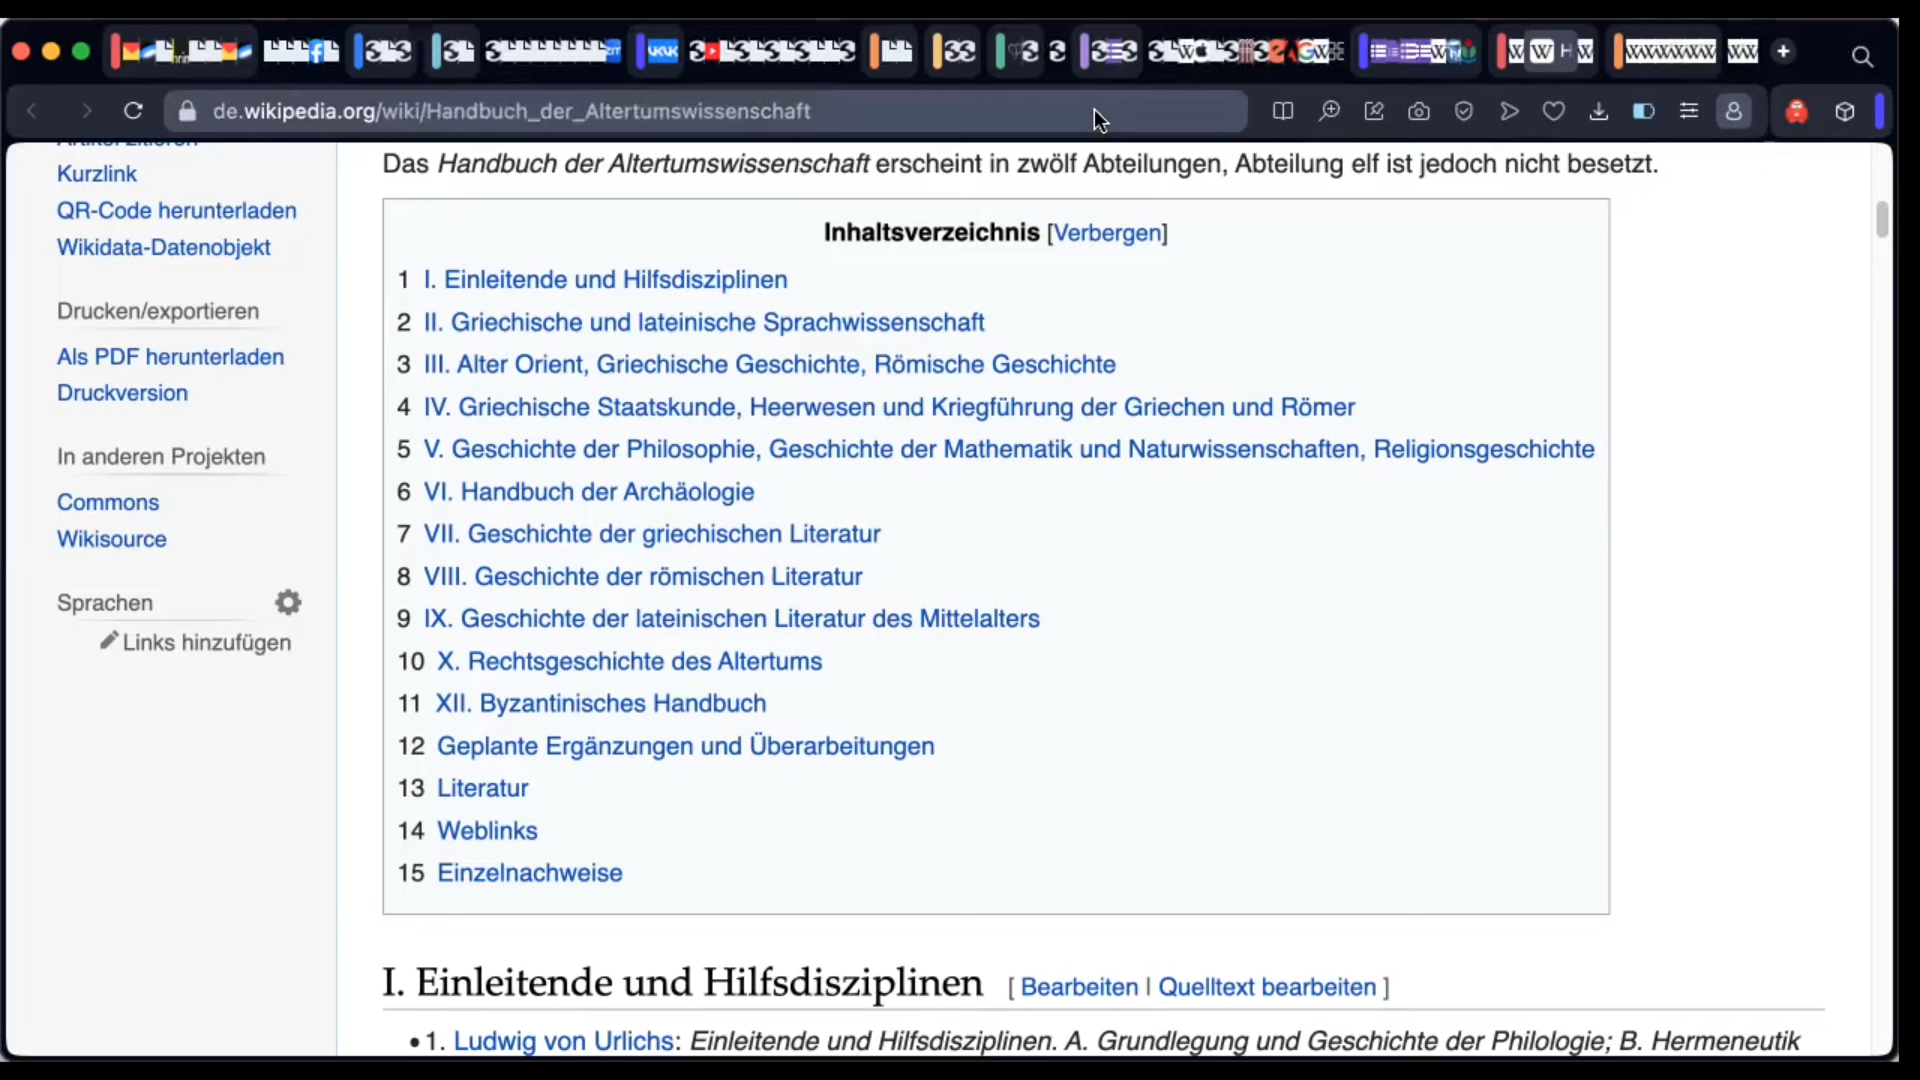 de.wikipedia.org/wiki/Handbuch_der_Altertumswissenschaft
Kurzlink
QR-Code herunterladen
Wikidata-Datenobjekt
Drucken/exportieren
Als PDF herunterladen
Druckversion
In anderen Projekten
Commons
Wikisource
Sprachen
Links hinzufügen
Das Handbuch der Altertumswissenschaft erscheint in zwölf Abteilungen, Abteilung elf ist jedoch nicht besetzt.
Inhaltsverzeichnis [Verbergen]
1 I. Einleitende und Hilfsdisziplinen
2 II. Griechische und lateinische Sprachwissenschaft
3 III. Alter Orient, Griechische Geschichte, Römische Geschichte
4 IV. Griechische Staatskunde, Heerwesen und Kriegführung der Griechen und Römer
5 V. Geschichte der Philosophie, Geschichte der Mathematik und Naturwissenschaften, Religionsgeschichte
6 VI. Handbuch der Archäologie
7 VII. Geschichte der griechischen Literatur
8 VIII. Geschichte der römischen Literatur
9 IX. Geschichte der lateinischen Literatur des Mittelalters
10 X. Rechtsgeschichte des Altertums
11 XII. Byzantinisches Handbuch
12 Geplante Ergänzungen und Überarbeitungen
13 Literatur
14 Weblinks
15 Einzelnachweise
I. Einleitende und Hilfsdisziplinen [ Bearbeiten | Quelltext bearbeiten ]
• 1. Ludwig von Urlichs: Einleitende und Hilfsdisziplinen. A. Grundlegung und Geschichte der Philologie; B. Hermeneutik